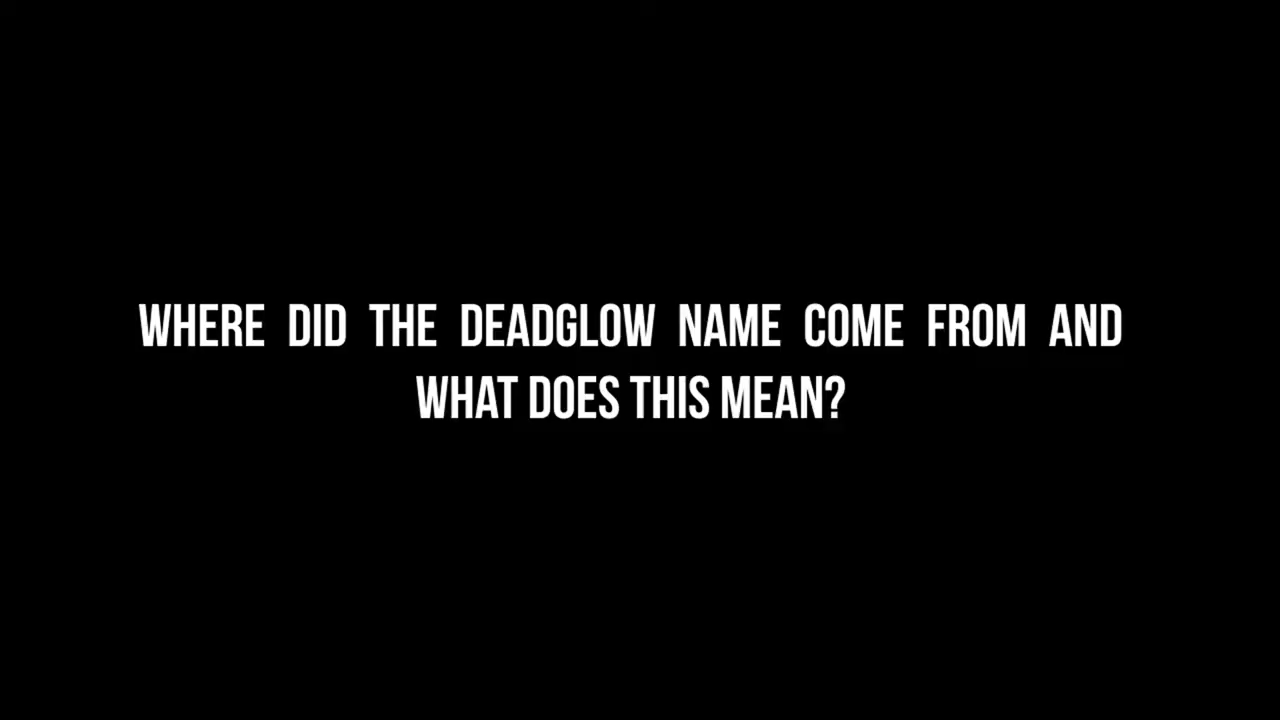 WHERE DID THE DEADGLOW NAME COME FROM AND
WHAT DOES THIS MEAN?